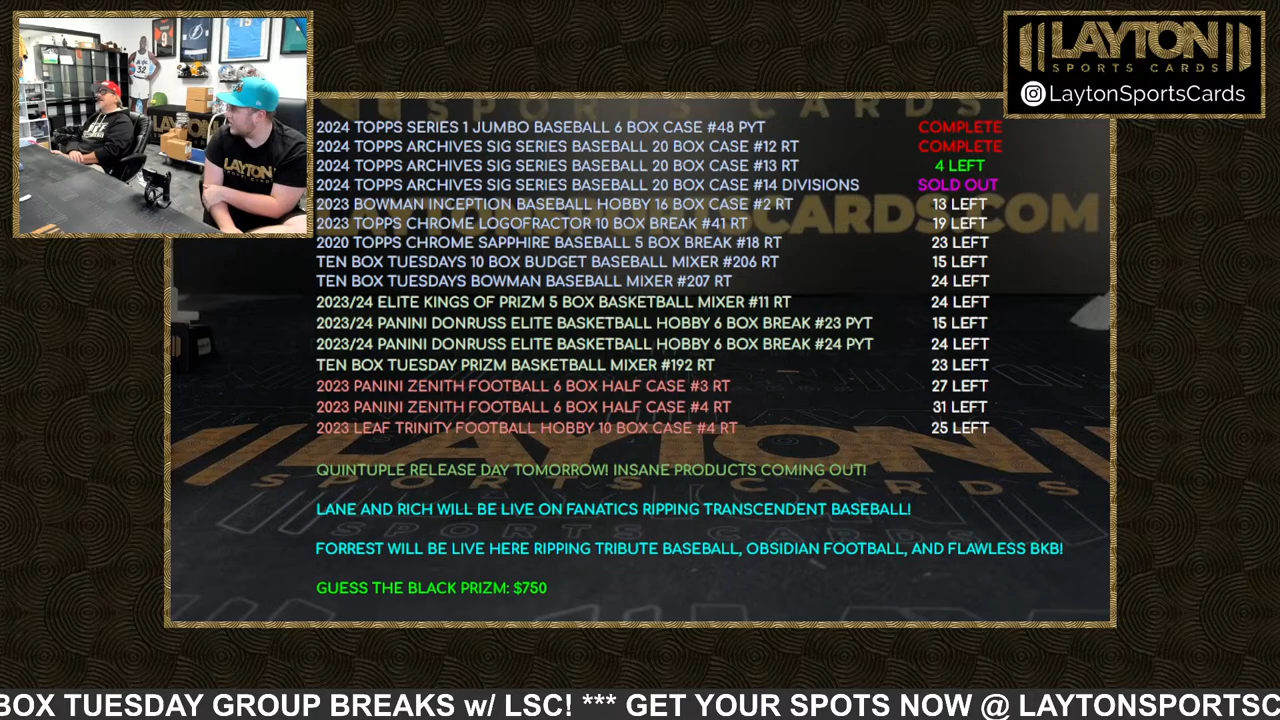 LAYTON
SPORTS CARDS
LaytonSportsCards
2024 TOPPS SERIES 1 JUMBO BASEBALL 6 BOX CASE #48 PYT COMPLETE
2024 TOPPS ARCHIVES SIG SERIES BASEBALL 20 BOX CASE #12 RT COMPLETE
2024 TOPPS ARCHIVES SIG SERIES BASEBALL 20 BOX CASE #13 RT 4 LEFT
2024 TOPPS ARCHIVES SIG SERIES BASEBALL 20 BOX CASE #14 DIVISIONS SOLD OUT
2023 BOWMAN INCEPTION BASEBALL HOBBY 16 BOX CASE #2 RT 13 LEFT
2023 TOPPS CHROME LOGOFRACTOR 10 BOX BREAK #41 RT 19 LEFT
2020 TOPPS CHROME SAPPHIRE BASEBALL 5 BOX BREAK #18 RT 23 LEFT
TEN BOX TUESDAYS 10 BOX BUDGET BASEBALL MIXER #206 RT 15 LEFT
TEN BOX TUESDAYS BOWMAN BASEBALL MIXER #207 RT 24 LEFT
2023/24 ELITE KINGS OF PRIZM 5 BOX BASKETBALL MIXER #11 RT 24 LEFT
2023/24 PANINI DONRUSS ELITE BASKETBALL HOBBY 6 BOX BREAK #23 PYT 15 LEFT
2023/24 PANINI DONRUSS ELITE BASKETBALL HOBBY 6 BOX BREAK #24 PYT 24 LEFT
TEN BOX TUESDAY PRIZM BASKETBALL MIXER #192 RT 23 LEFT
2023 PANINI ZENITH FOOTBALL 6 BOX HALF CASE #3 RT 27 LEFT
2023 PANINI ZENITH FOOTBALL 6 BOX HALF CASE #4 RT 31 LEFT
2023 LEAF TRINITY FOOTBALL HOBBY 10 BOX CASE #4 RT 25 LEFT
QUINTUPLE RELEASE DAY TOMORROW! INSANE PRODUCTS COMING OUT!
LANE AND RICH WILL BE LIVE ON FANATICS RIPPING TRANSCENDENT BASEBALL!
FORREST WILL BE LIVE HERE RIPPING TRIBUTE BASEBALL, OBSIDIAN FOOTBALL, AND FLAWLESS BKB!
GUESS THE BLACK PRIZM: $750
BOX TUESDAY GROUP BREAKS w/ LSC! *** GET YOUR SPOTS NOW @ LAYTONSPORTSC